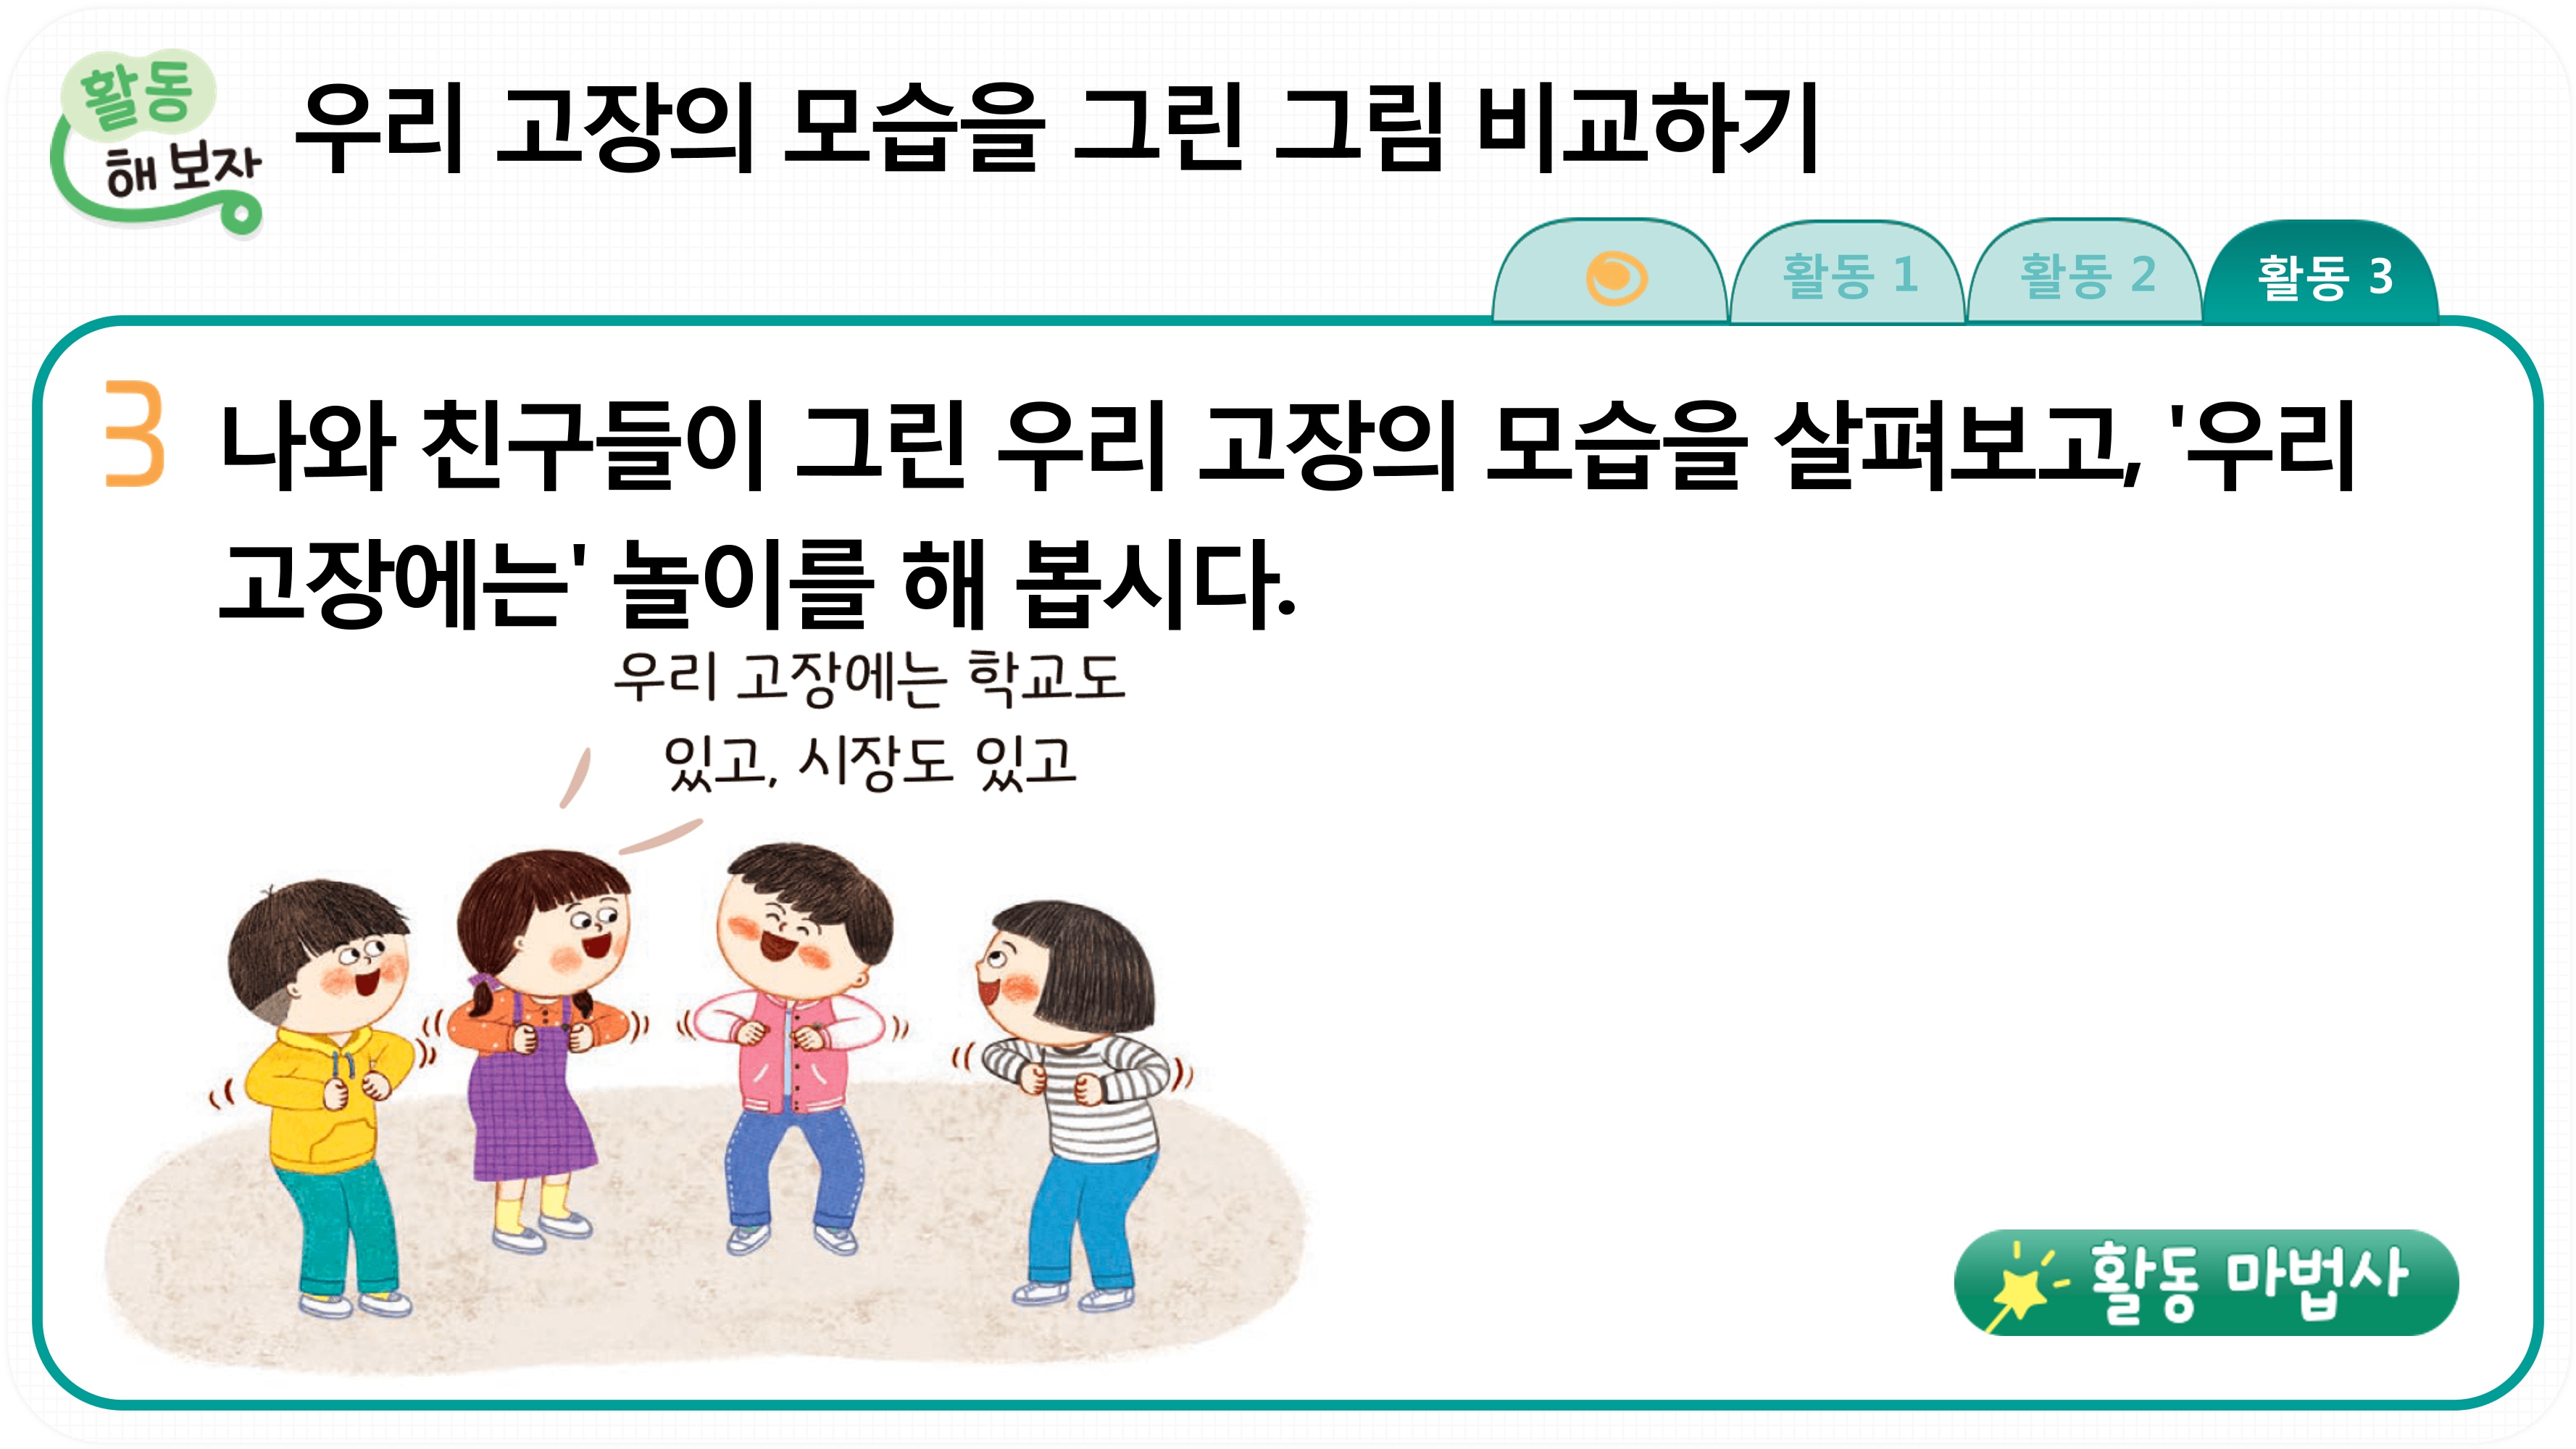 활동
해 보자
우리 고장의 모습을 그린 그림 비교하기
활동 1
활동 2
활동 3
3 나와 친구들이 그린 우리 고장의 모습을 살펴보고, '우리
고장에는' 놀이를 해 봅시다.
우리 고장에는 학교도
있고, 시장도 있고
활동 마법사